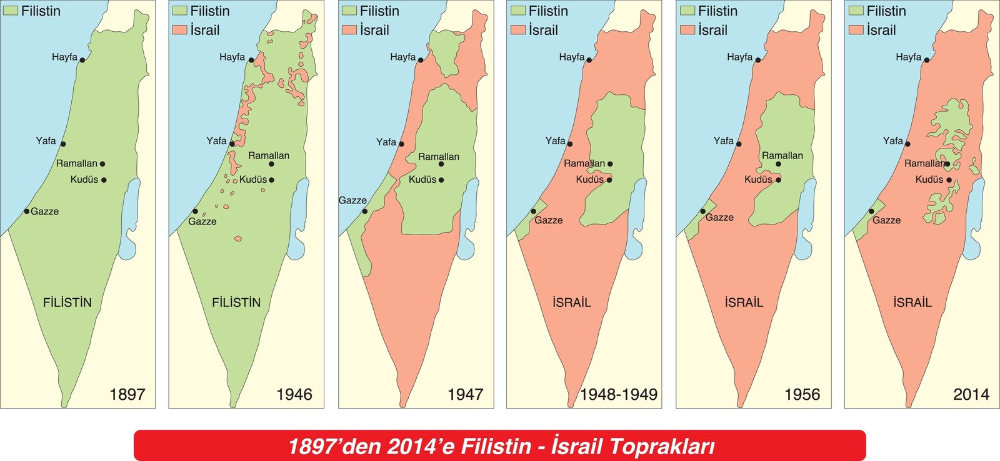 Filistin
Hayfa
Yafa
Ramallan
Kudüs
Gazze
FİLİSTİN
1897
Filistin
İsrail
Hayfa
Yafa
Ramallan
Kudüs
Gazze
FİLİSTİN
1946
Filistin
İsrail
Hayfa
Yafa
Ramallan
Kudüs
Gazze
1947
Filistin
İsrail
Hayfa
Yafa
Ramallan
Kudüs
Gazze
İSRAİL
1948-1949
Filistin
İsrail
Hayfa
Yafa
Ramallan
Kudüs
Gazze
İSRAİL
1956
Filistin
İsrail
Hayfa
Yafa
Ramallan
Kudüs
Gazze
İSRAİL
2014
1897’den 2014’e Filistin - İsrail Toprakları